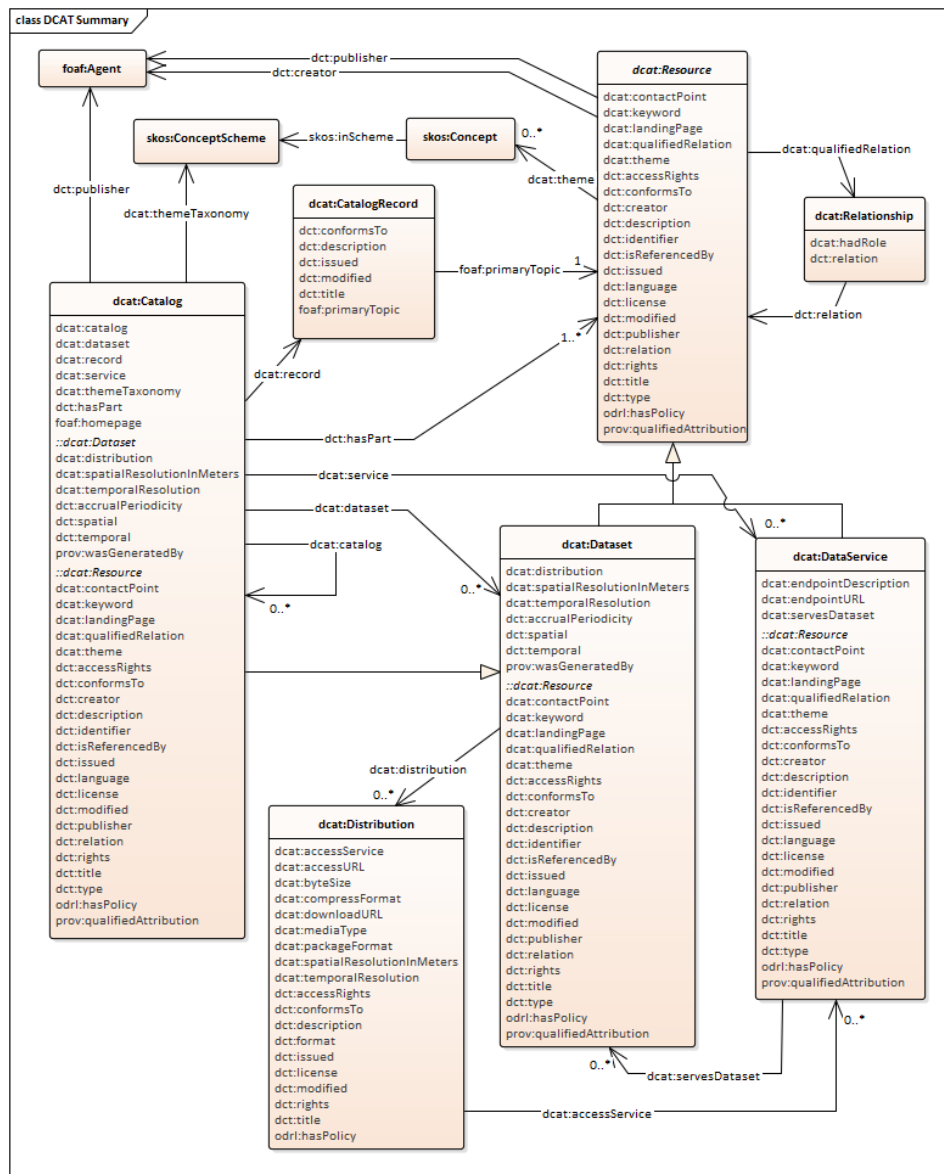 class DCAT Summary
foaf:Agent
dct:publisher
dct:creator
dcat:Resource
dcat:contactPoint
dcat:keyword
dcat:landingPage
dcat:qualifiedRelation
dcat:theme
dct:accessRights
dct:conformsTo
dct:creator
dct:description
dct:identifier
dct:isReferencedBy
dct:issued
dct:language
dct:license
dct:modified
dct:publisher
dct:relation
dct:rights
dct:title
dct:type
odrl:hasPolicy
prov:qualifiedAttribution
skos:ConceptScheme
skos:inScheme
skos:Concept
0..*
dcat:theme
dcat:qualifiedRelation
dcat:Relationship
dcat:hadRole
dct:relation
dct:relation
dct:publisher
dcat:themeTaxonomy
dcat:CatalogRecord
dct:conformsTo
dct:description
dct:issued
dct:modified
dct:title
foaf:primaryTopic
foaf:primaryTopic
1
1..*
dcat:record
dct:hasPart
dcat:service
0..*
dcat:dataset
0..*
dcat:catalog
0..*
dcat:Catalog
dcat:catalog
dcat:dataset
dcat:record
dcat:service
dcat:themeTaxonomy
dct:hasPart
foaf:homepage
::dcat:Dataset
dcat:distribution
dcat:spatialResolutionInMeters
dcat:temporalResolution
dct:accrualPeriodicity
dct:spatial
dct:temporal
prov:wasGeneratedBy
::dcat:Resource
dcat:contactPoint
dcat:keyword
dcat:landingPage
dcat:qualifiedRelation
dcat:theme
dct:accessRights
dct:conformsTo
dct:creator
dct:description
dct:identifier
dct:isReferencedBy
dct:issued
dct:language
dct:license
dct:modified
dct:publisher
dct:relation
dct:rights
dct:title
dct:type
odrl:hasPolicy
prov:qualifiedAttribution
dcat:Dataset
dcat:distribution
dcat:spatialResolutionInMeters
dcat:temporalResolution
dct:accrualPeriodicity
dct:spatial
dct:temporal
prov:wasGeneratedBy
::dcat:Resource
dcat:contactPoint
dcat:keyword
dcat:landingPage
dcat:qualifiedRelation
dcat:theme
dct:accessRights
dct:conformsTo
dct:creator
dct:description
dct:identifier
dct:isReferencedBy
dct:issued
dct:language
dct:license
dct:modified
dct:publisher
dct:relation
dct:rights
dct:title
dct:type
odrl:hasPolicy
prov:qualifiedAttribution
dcat:DataService
dcat:endpointDescription
dcat:endpointURL
dcat:servesDataset
::dcat:Resource
dcat:contactPoint
dcat:keyword
dcat:landingPage
dcat:qualifiedRelation
dcat:theme
dct:accessRights
dct:conformsTo
dct:creator
dct:description
dct:identifier
dct:isReferencedBy
dct:issued
dct:language
dct:license
dct:modified
dct:publisher
dct:relation
dct:rights
dct:title
dct:type
odrl:hasPolicy
prov:qualifiedAttribution
dcat:distribution
0..*
dcat:Distribution
dcat:accessService
dcat:accessURL
dcat:byteSize
dcat:compressFormat
dcat:downloadURL
dcat:mediaType
dcat:packageFormat
dcat:spatialResolutionInMeters
dcat:temporalResolution
dct:accessRights
dct:conformsTo
dct:description
dct:format
dct:issued
dct:license
dct:modified
dct:rights
dct:title
odrl:hasPolicy
0..*
dcat:servesDataset
0..*
dcat:accessService